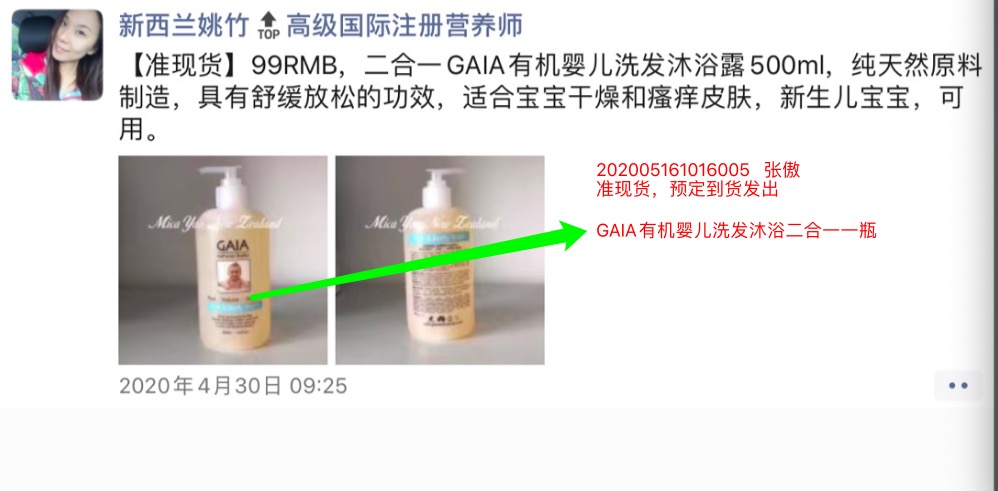 新西兰姚竹 TOP 高级国际注册营养师
【准现货】99RMB，二合一GAIA有机婴儿洗发沐浴露500ml，纯天然原料
制造，具有舒缓放松的功效，适合宝宝干燥和瘙痒皮肤，新生儿宝宝，可
用。
202005161016005 张傲
准现货，预定到货发出
GAIA有机婴儿洗发沐浴二合一一瓶
Mica Yao New Zealand
Mica Yao New Zealand
GAIA
natural baby
2020年4月30日 09:25